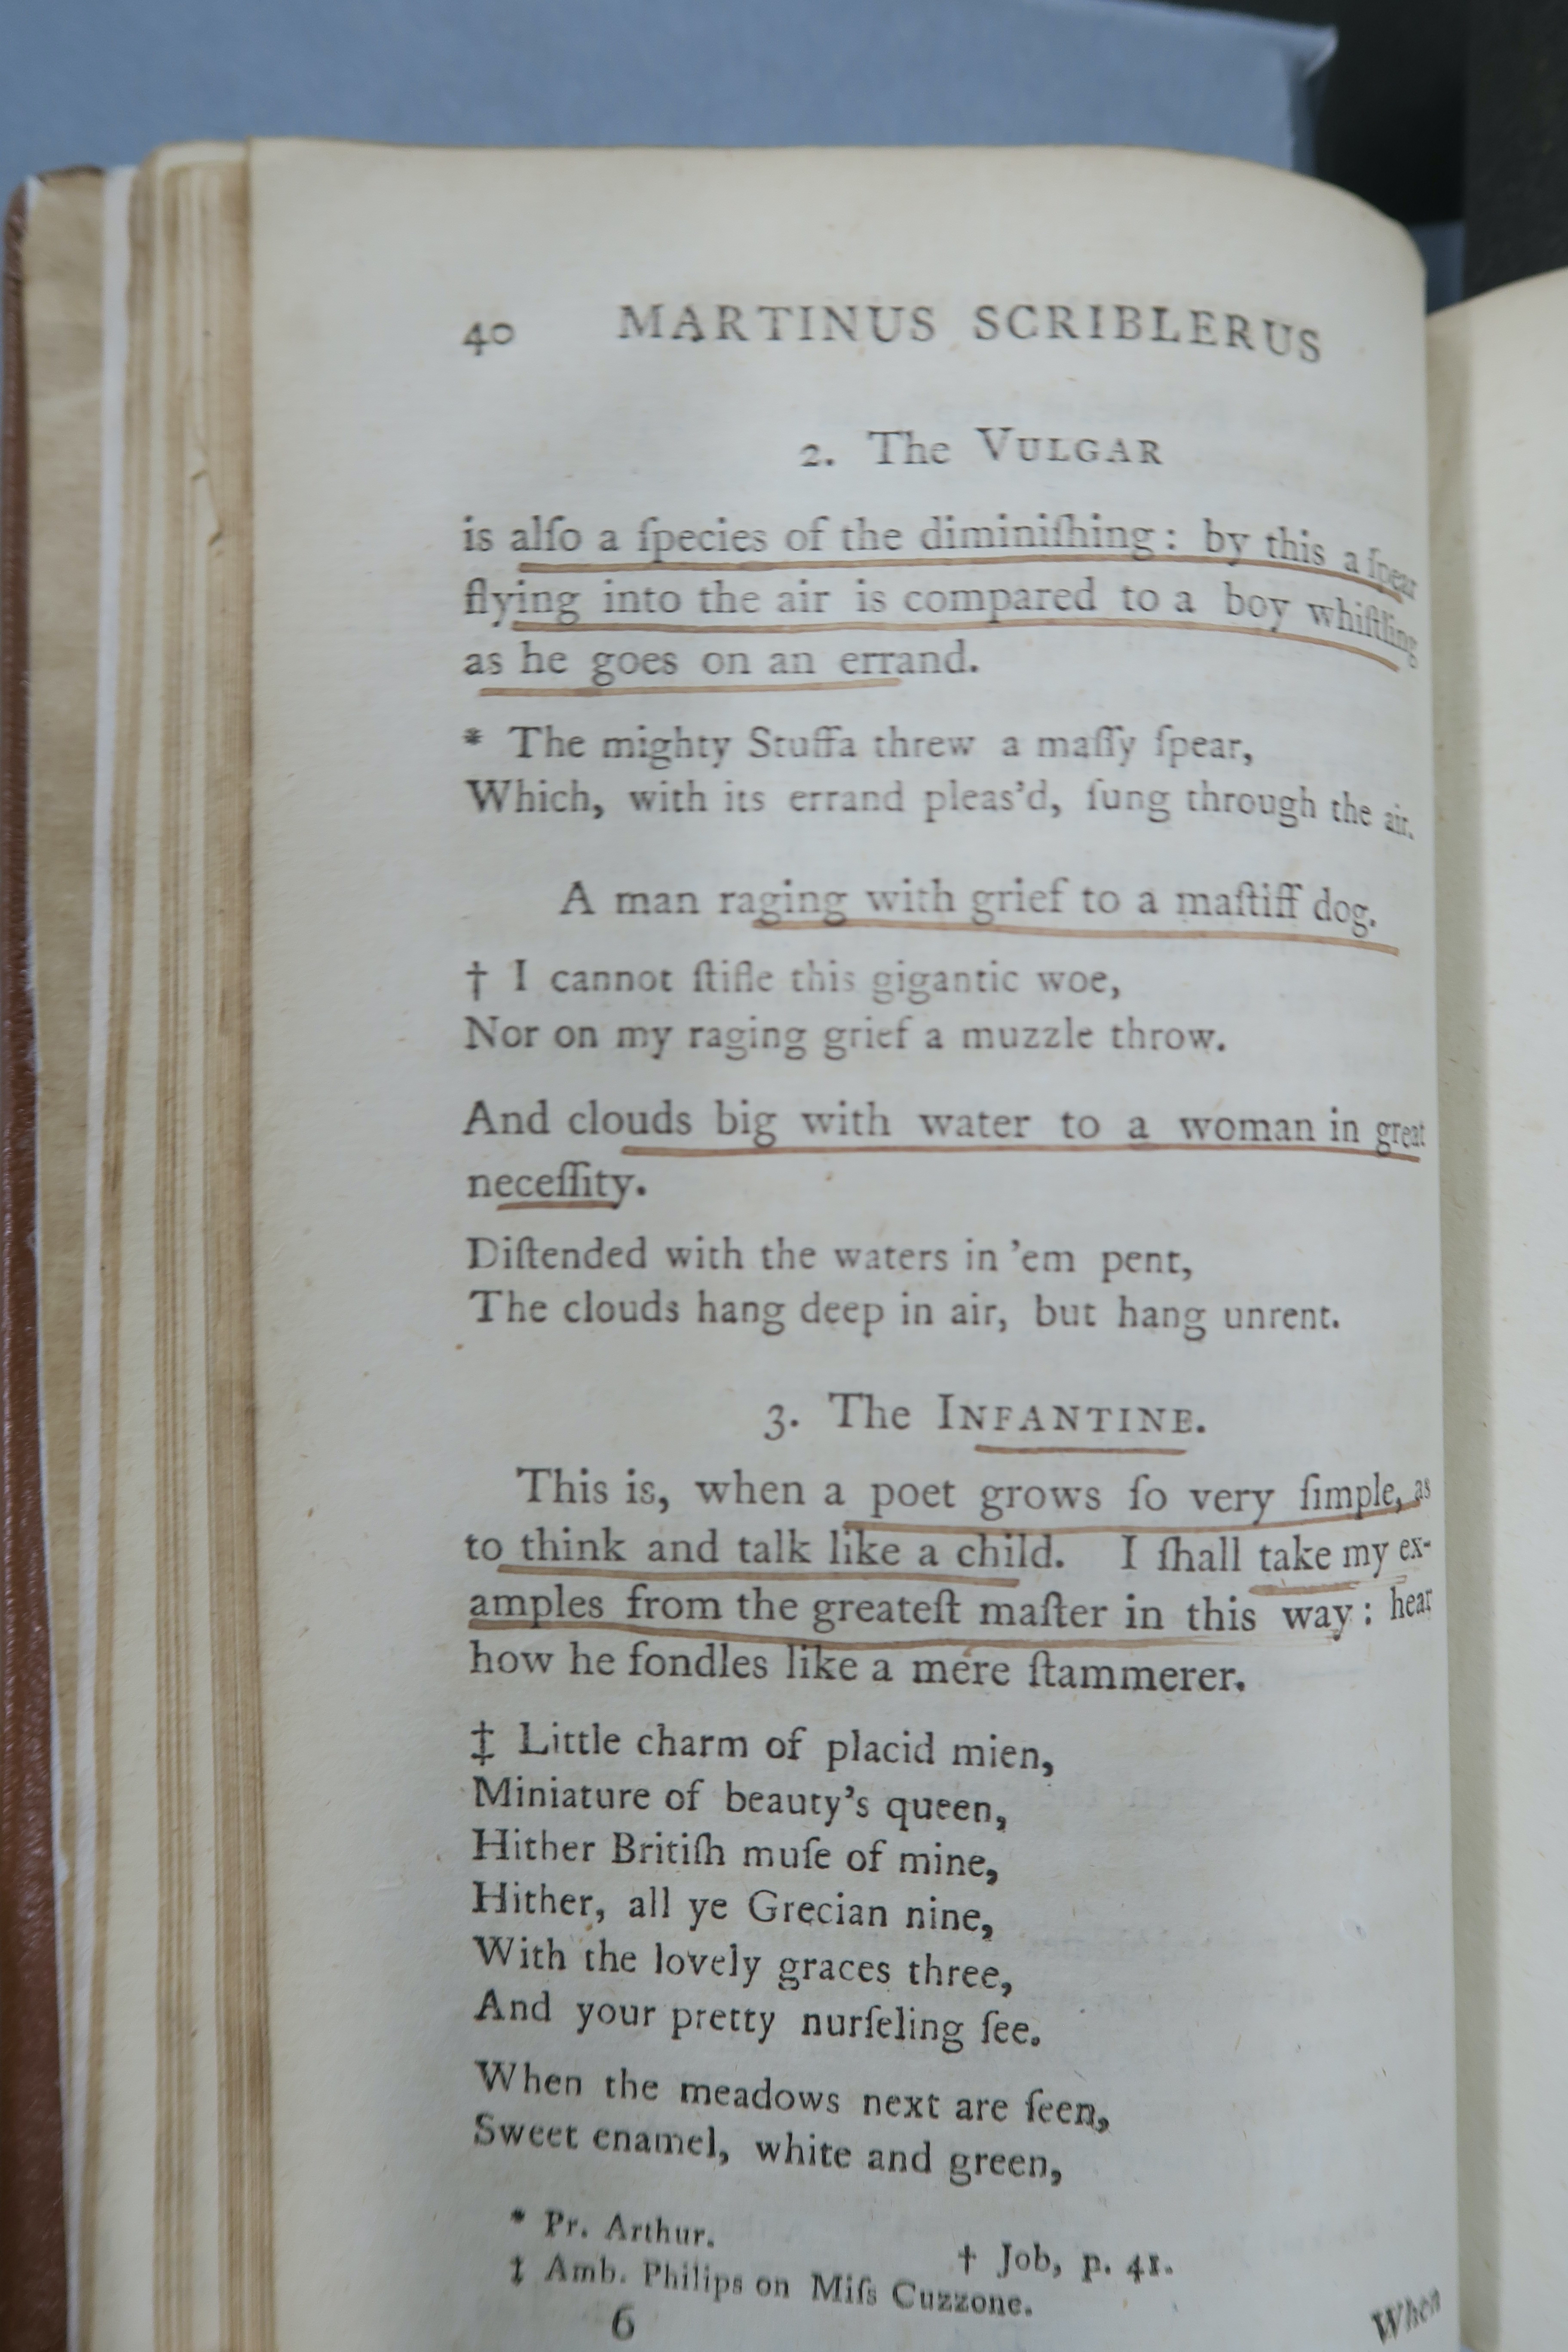 40 MARTINUS SCRIBLERUS
2. The VULGAR
is alſo a ſpecies of the diminiſhing: by this a ſpear
flying into the air is compared to a boy whiſtling
as he goes on an errand.
* The mighty Stuffa threw a maſſy ſpear,
Which, with its errand pleas'd, ſung through the air.
A man raging with grief to a maſtiff dog.
† I cannot ſtifle this gigantic woe,
Nor on my raging grief a muzzle throw.
And clouds big with water to a woman in great
neceſſity.
Diſtended with the waters in 'em pent,
The clouds hang deep in air, but hang unrent.
3. The INFANTINE.
This is, when a poet grows ſo very ſimple, as
to think and talk like a child. I ſhall take my ex-
amples from the greateſt maſter in this way: hear
how he fondles like a mere ſtammerer.
‡ Little charm of placid mien,
Miniature of beauty's queen,
Hither Britiſh muſe of mine,
Hither, all ye Grecian nine,
With the lovely graces three,
And your pretty nurſeling ſee.
When the meadows next are ſeen,
Sweet enamel, white and green,
* Pr. Arthur. † Job, p. 41.
‡ Amb. Philips on Miſs Cuzzone.
6 When